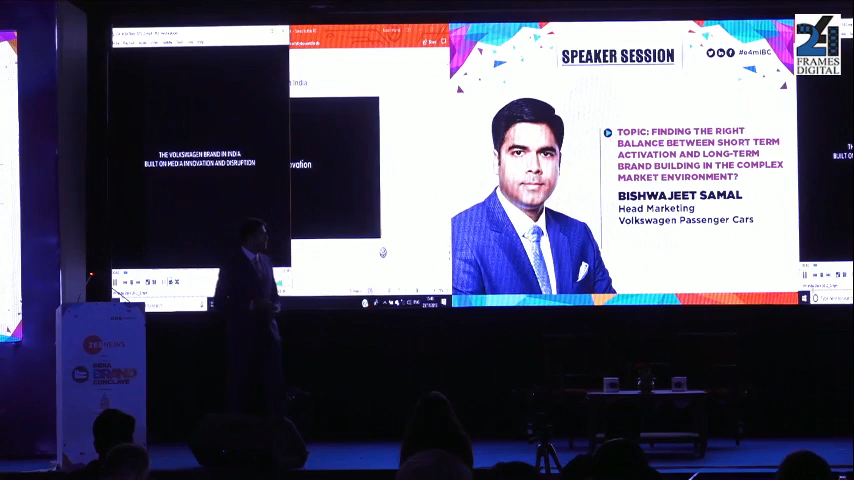 THE VOLKSWAGEN BRAND IN INDIA
BUILT ON MEDIA INNOVATION AND DISRUPTION
India
ovation
SPEAKER SESSION
#e4mIBC
24
FRAMES
DIGITAL
TOPIC: FINDING THE RIGHT
BALANCE BETWEEN SHORT TERM
ACTIVATION AND LONG-TERM
BRAND BUILDING IN THE COMPLEX
MARKET ENVIRONMENT?
BISHWAJEET SAMAL
Head Marketing
Volkswagen Passenger Cars
ZEE NEWS
INDIA
BRAND
CONCLAVE